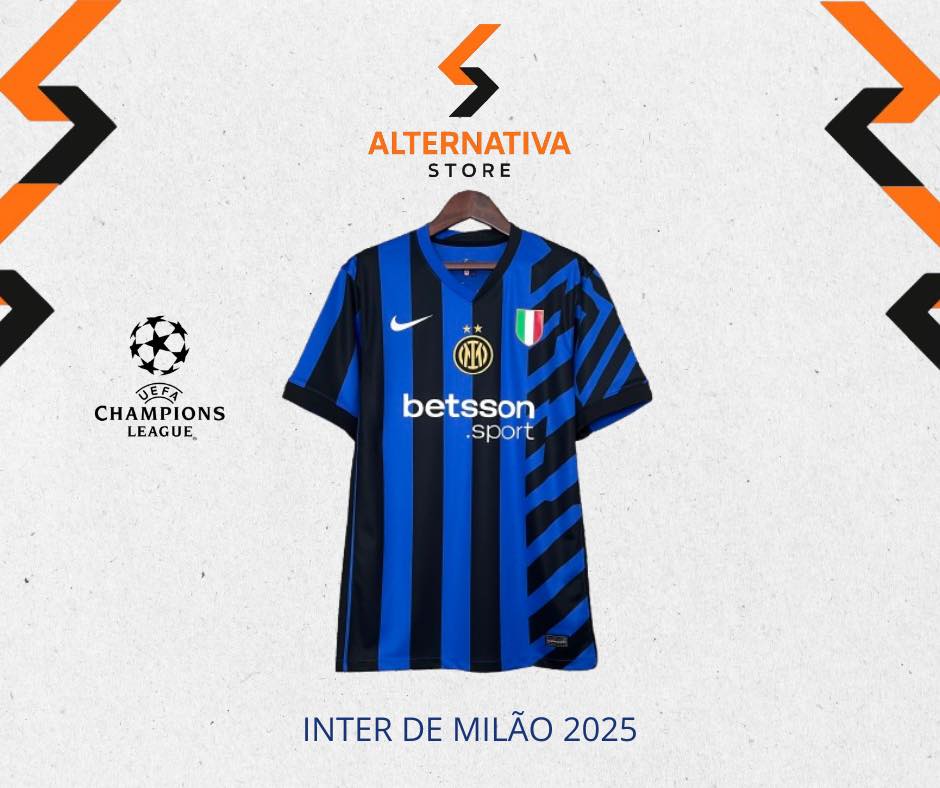 ALTERNATIVA
STORE
betsson
.sport
UEFA
CHAMPIONS
LEAGUE
INTER DE MILÃO 2025